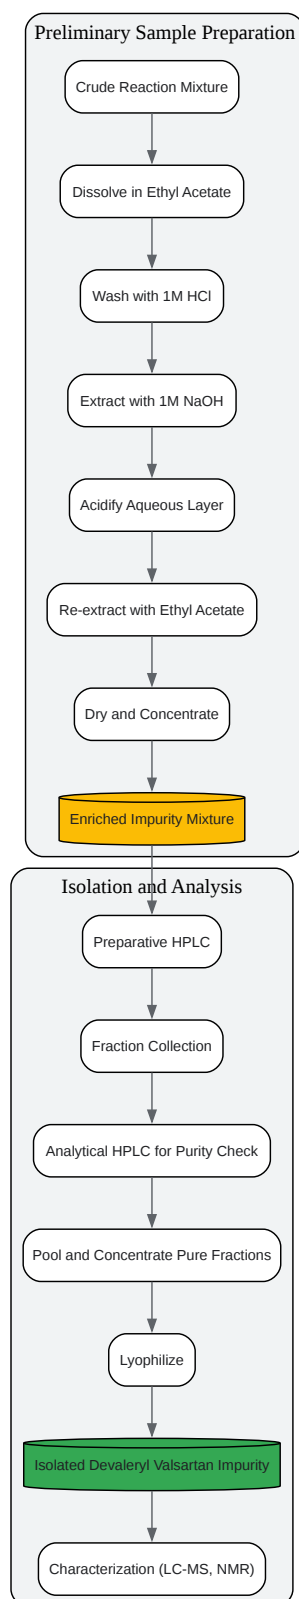 Preliminary Sample Preparation
Crude Reaction Mixture
Dissolve in Ethyl Acetate
Wash with 1M HCl
Extract with 1M NaOH
Acidify Aqueous Layer
Re-extract with Ethyl Acetate
Dry and Concentrate
Enriched Impurity Mixture
Isolation and Analysis
Preparative HPLC
Fraction Collection
Analytical HPLC for Purity Check
Pool and Concentrate Pure Fractions
Lyophilize
Isolated Devaleryl Valsartan Impurity
Characterization (LC-MS, NMR)